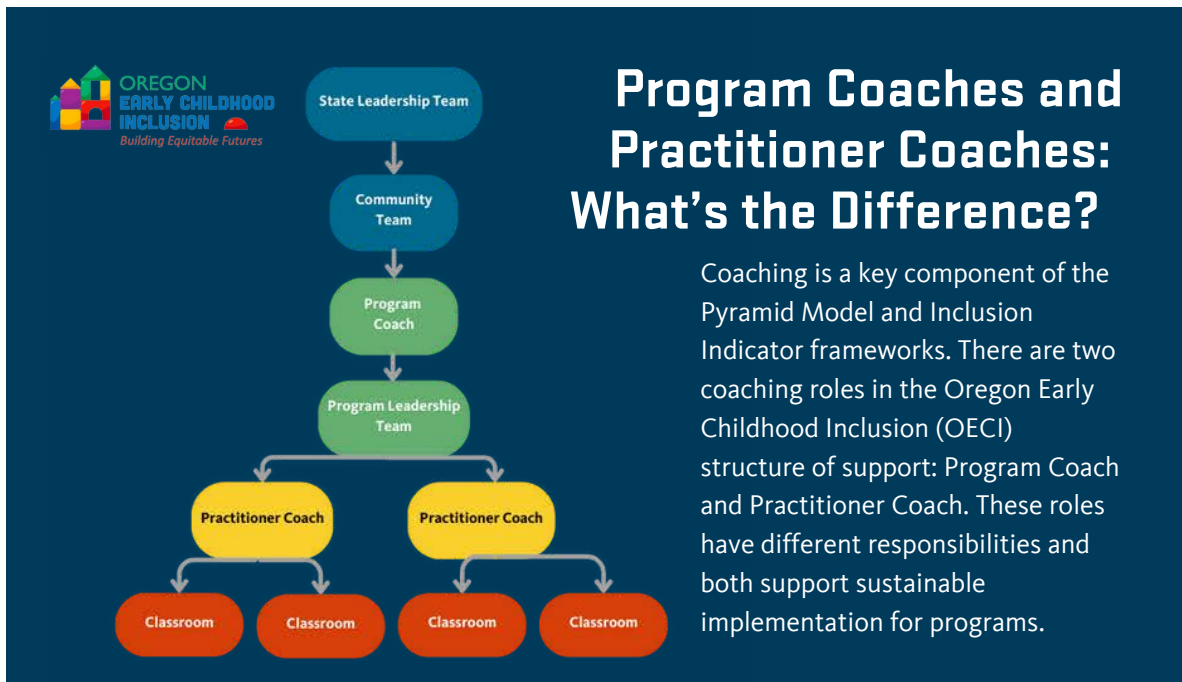 OREGON
EARLY CHILDHOOD
INCLUSION
Building Equitable Futures
State Leadership Team
Community
Team
Program
Coach
Program Leadership
Team
Practitioner Coach
Practitioner Coach
Classroom
Classroom
Classroom
Classroom
Program Coaches and
Practitioner Coaches:
What's the Difference?
Coaching is a key component of the
Pyramid Model and Inclusion
Indicator frameworks. There are two
coaching roles in the Oregon Early
Childhood Inclusion (OECI)
structure of support: Program Coach
and Practitioner Coach. These roles
have different responsibilities and
both support sustainable
implementation for programs.